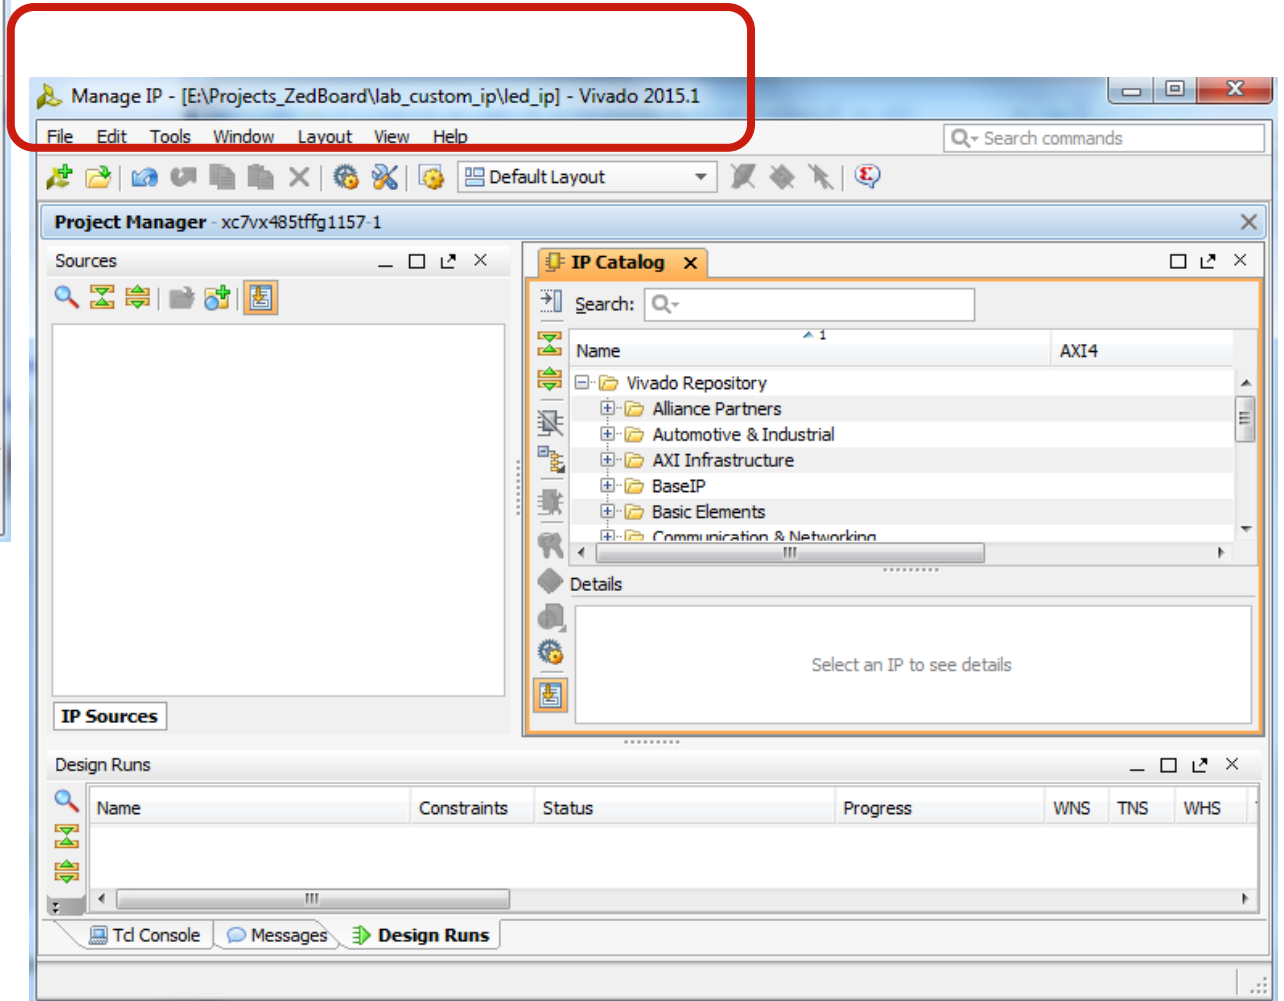 Manage IP - [E:\Projects_ZedBoard\lab_custom_ip\led_ip] - Vivado 2015.1
File Edit Tools Window Layout View Help
Search commands
Default Layout
Project Manager - xc7vx485tffg1157-1
Sources
IP Catalog
Search:
1
Name AXI4
Vivado Repository
Alliance Partners
Automotive & Industrial
AXI Infrastructure
BaseIP
Basic Elements
Communication & Networking
Details
Select an IP to see details
IP Sources
Design Runs
Name Constraints Status Progress WNS TNS WHS
Tcl Console Messages Design Runs